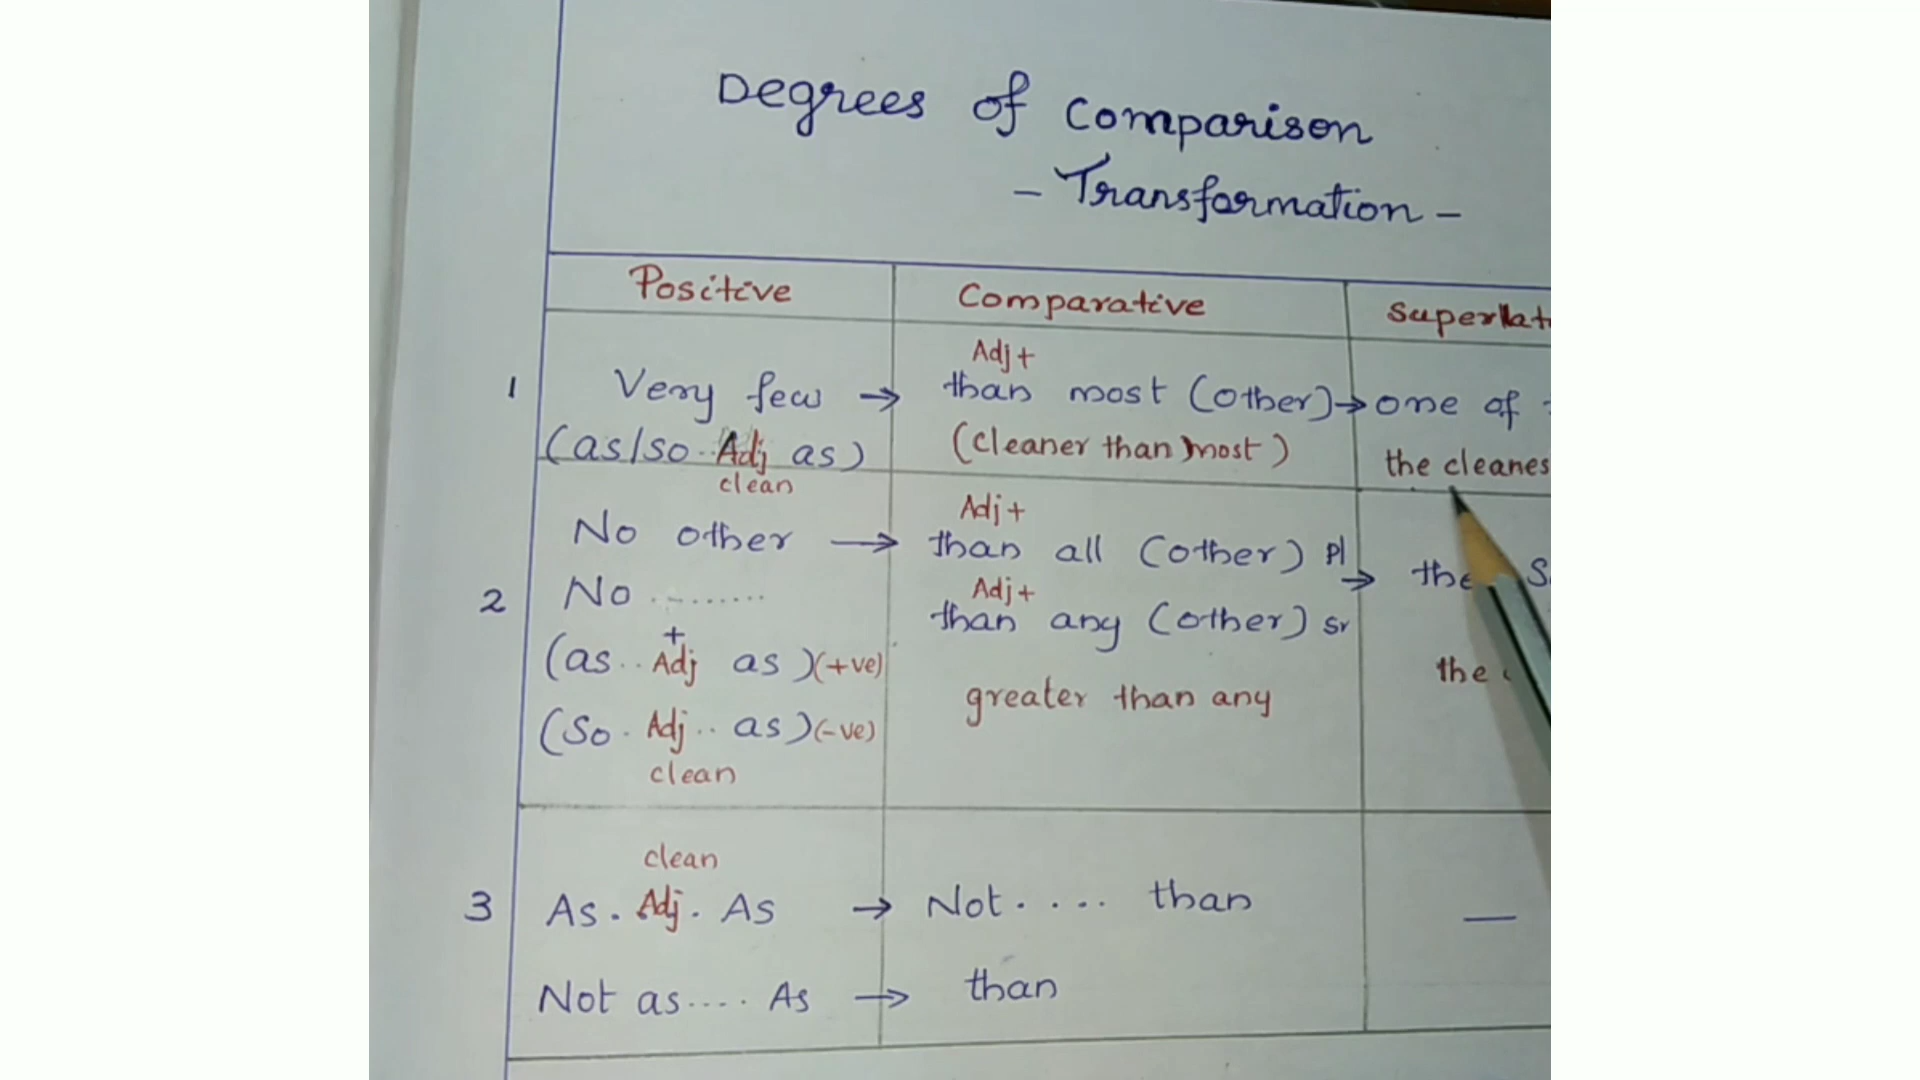 Degrees of Comparison
- Transformation -
Positive Comparative
Adj +
1 Very few → than most (other) → one of
(as/so .. Adj as) (cleaner than most) the
clean
Adj +
No other → than all (other) pl
→ the
No ........ Adj +
2 than any (other) sr
+
(as .. Adj as) (+ve) the
greater than any
(So . Adj .. as) (-ve)
clean
clean
3 As . Adj . As → Not .... than —
Not as .... As → than